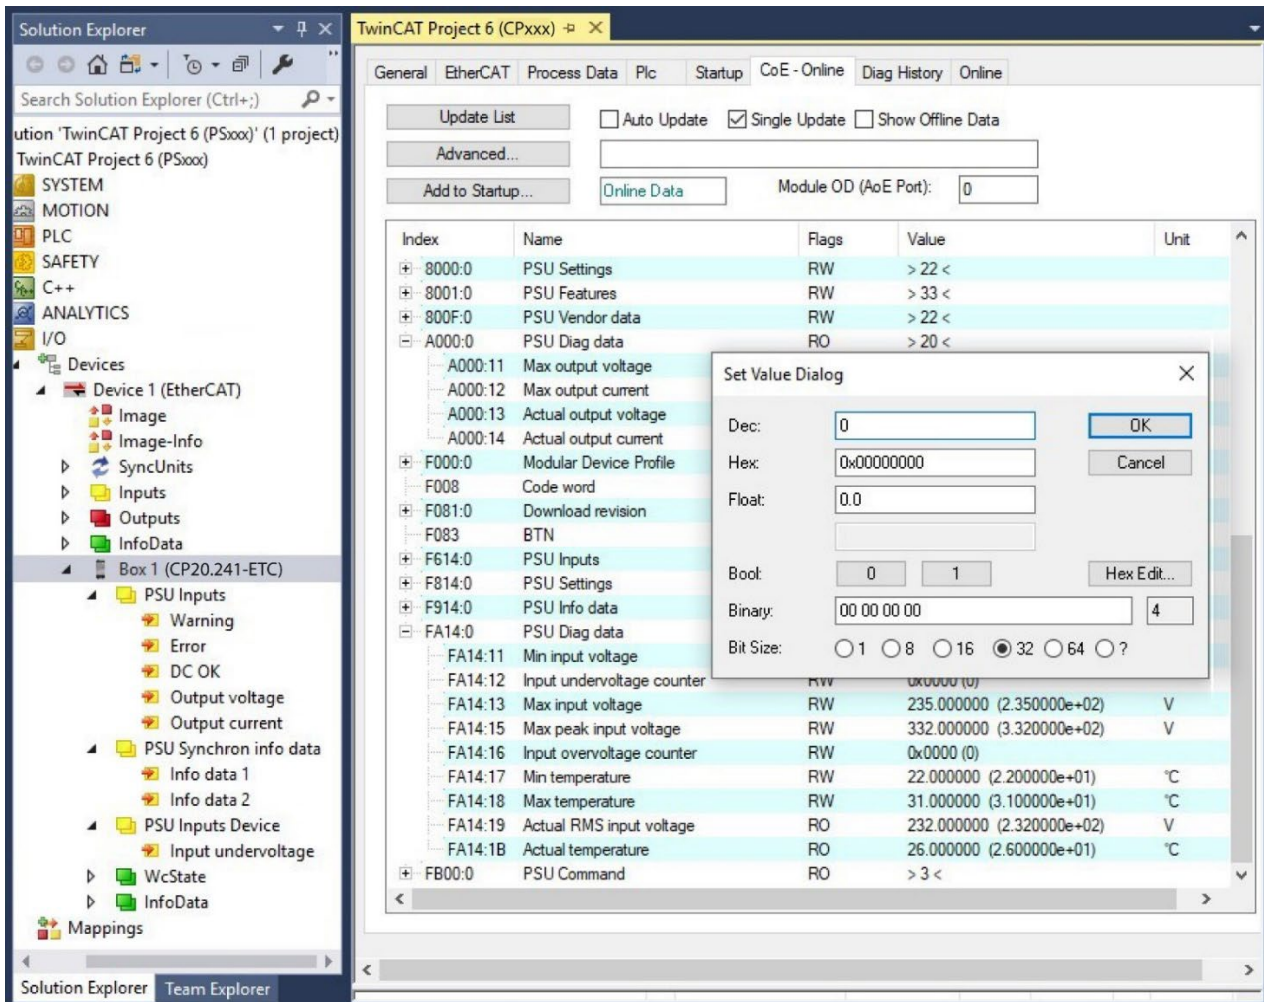 Solution Explorer
Search Solution Explorer (Ctrl+;)
ution 'TwinCAT Project 6 (PSxxx)' (1 project)
TwinCAT Project 6 (PSxxx)
SYSTEM
MOTION
PLC
SAFETY
C++
ANALYTICS
I/O
Devices
Device 1 (EtherCAT)
Image
Image-Info
SyncUnits
Inputs
Outputs
InfoData
Box 1 (CP20.241-ETC)
PSU Inputs
Warning
Error
DC OK
Output voltage
Output current
PSU Synchron info data
Info data 1
Info data 2
PSU Inputs Device
Input undervoltage
WcState
InfoData
Mappings
Solution Explorer Team Explorer
TwinCAT Project 6 (CPxxx)
General EtherCAT Process Data Plc Startup CoE - Online Diag History Online
Update List Auto Update Single Update Show Offline Data
Advanced...
Add to Startup... Online Data Module OD (AoE Port): 0
Index Name Flags Value Unit
8000:0 PSU Settings RW > 22 <
8001:0 PSU Features RW > 33 <
800F:0 PSU Vendor data RW > 22 <
A000:0 PSU Diag data RO > 20 <
A000:11 Max output voltage
A000:12 Max output current
A000:13 Actual output voltage
A000:14 Actual output current
F000:0 Modular Device Profile
F008 Code word
F081:0 Download revision
F083 BTN
F614:0 PSU Inputs
F814:0 PSU Settings
F914:0 PSU Info data
FA14:0 PSU Diag data
FA14:11 Min input voltage
FA14:12 Input undervoltage counter RW 0x0000 (0)
FA14:13 Max input voltage RW 235.000000 (2.350000e+02) V
FA14:15 Max peak input voltage RW 332.000000 (3.320000e+02) V
FA14:16 Input overvoltage counter RW 0x0000 (0)
FA14:17 Min temperature RW 22.000000 (2.200000e+01) °C
FA14:18 Max temperature RW 31.000000 (3.100000e+01) °C
FA14:19 Actual RMS input voltage RO 232.000000 (2.320000e+02) V
FA14:1B Actual temperature RO 26.000000 (2.600000e+01) °C
FB00:0 PSU Command RO > 3 <
Set Value Dialog
Dec: 0 OK
Hex: 0x00000000 Cancel
Float: 0.0
Bool: 0 1 Hex Edit...
Binary: 00 00 00 00 4
Bit Size: 1 8 16 32 64 ?